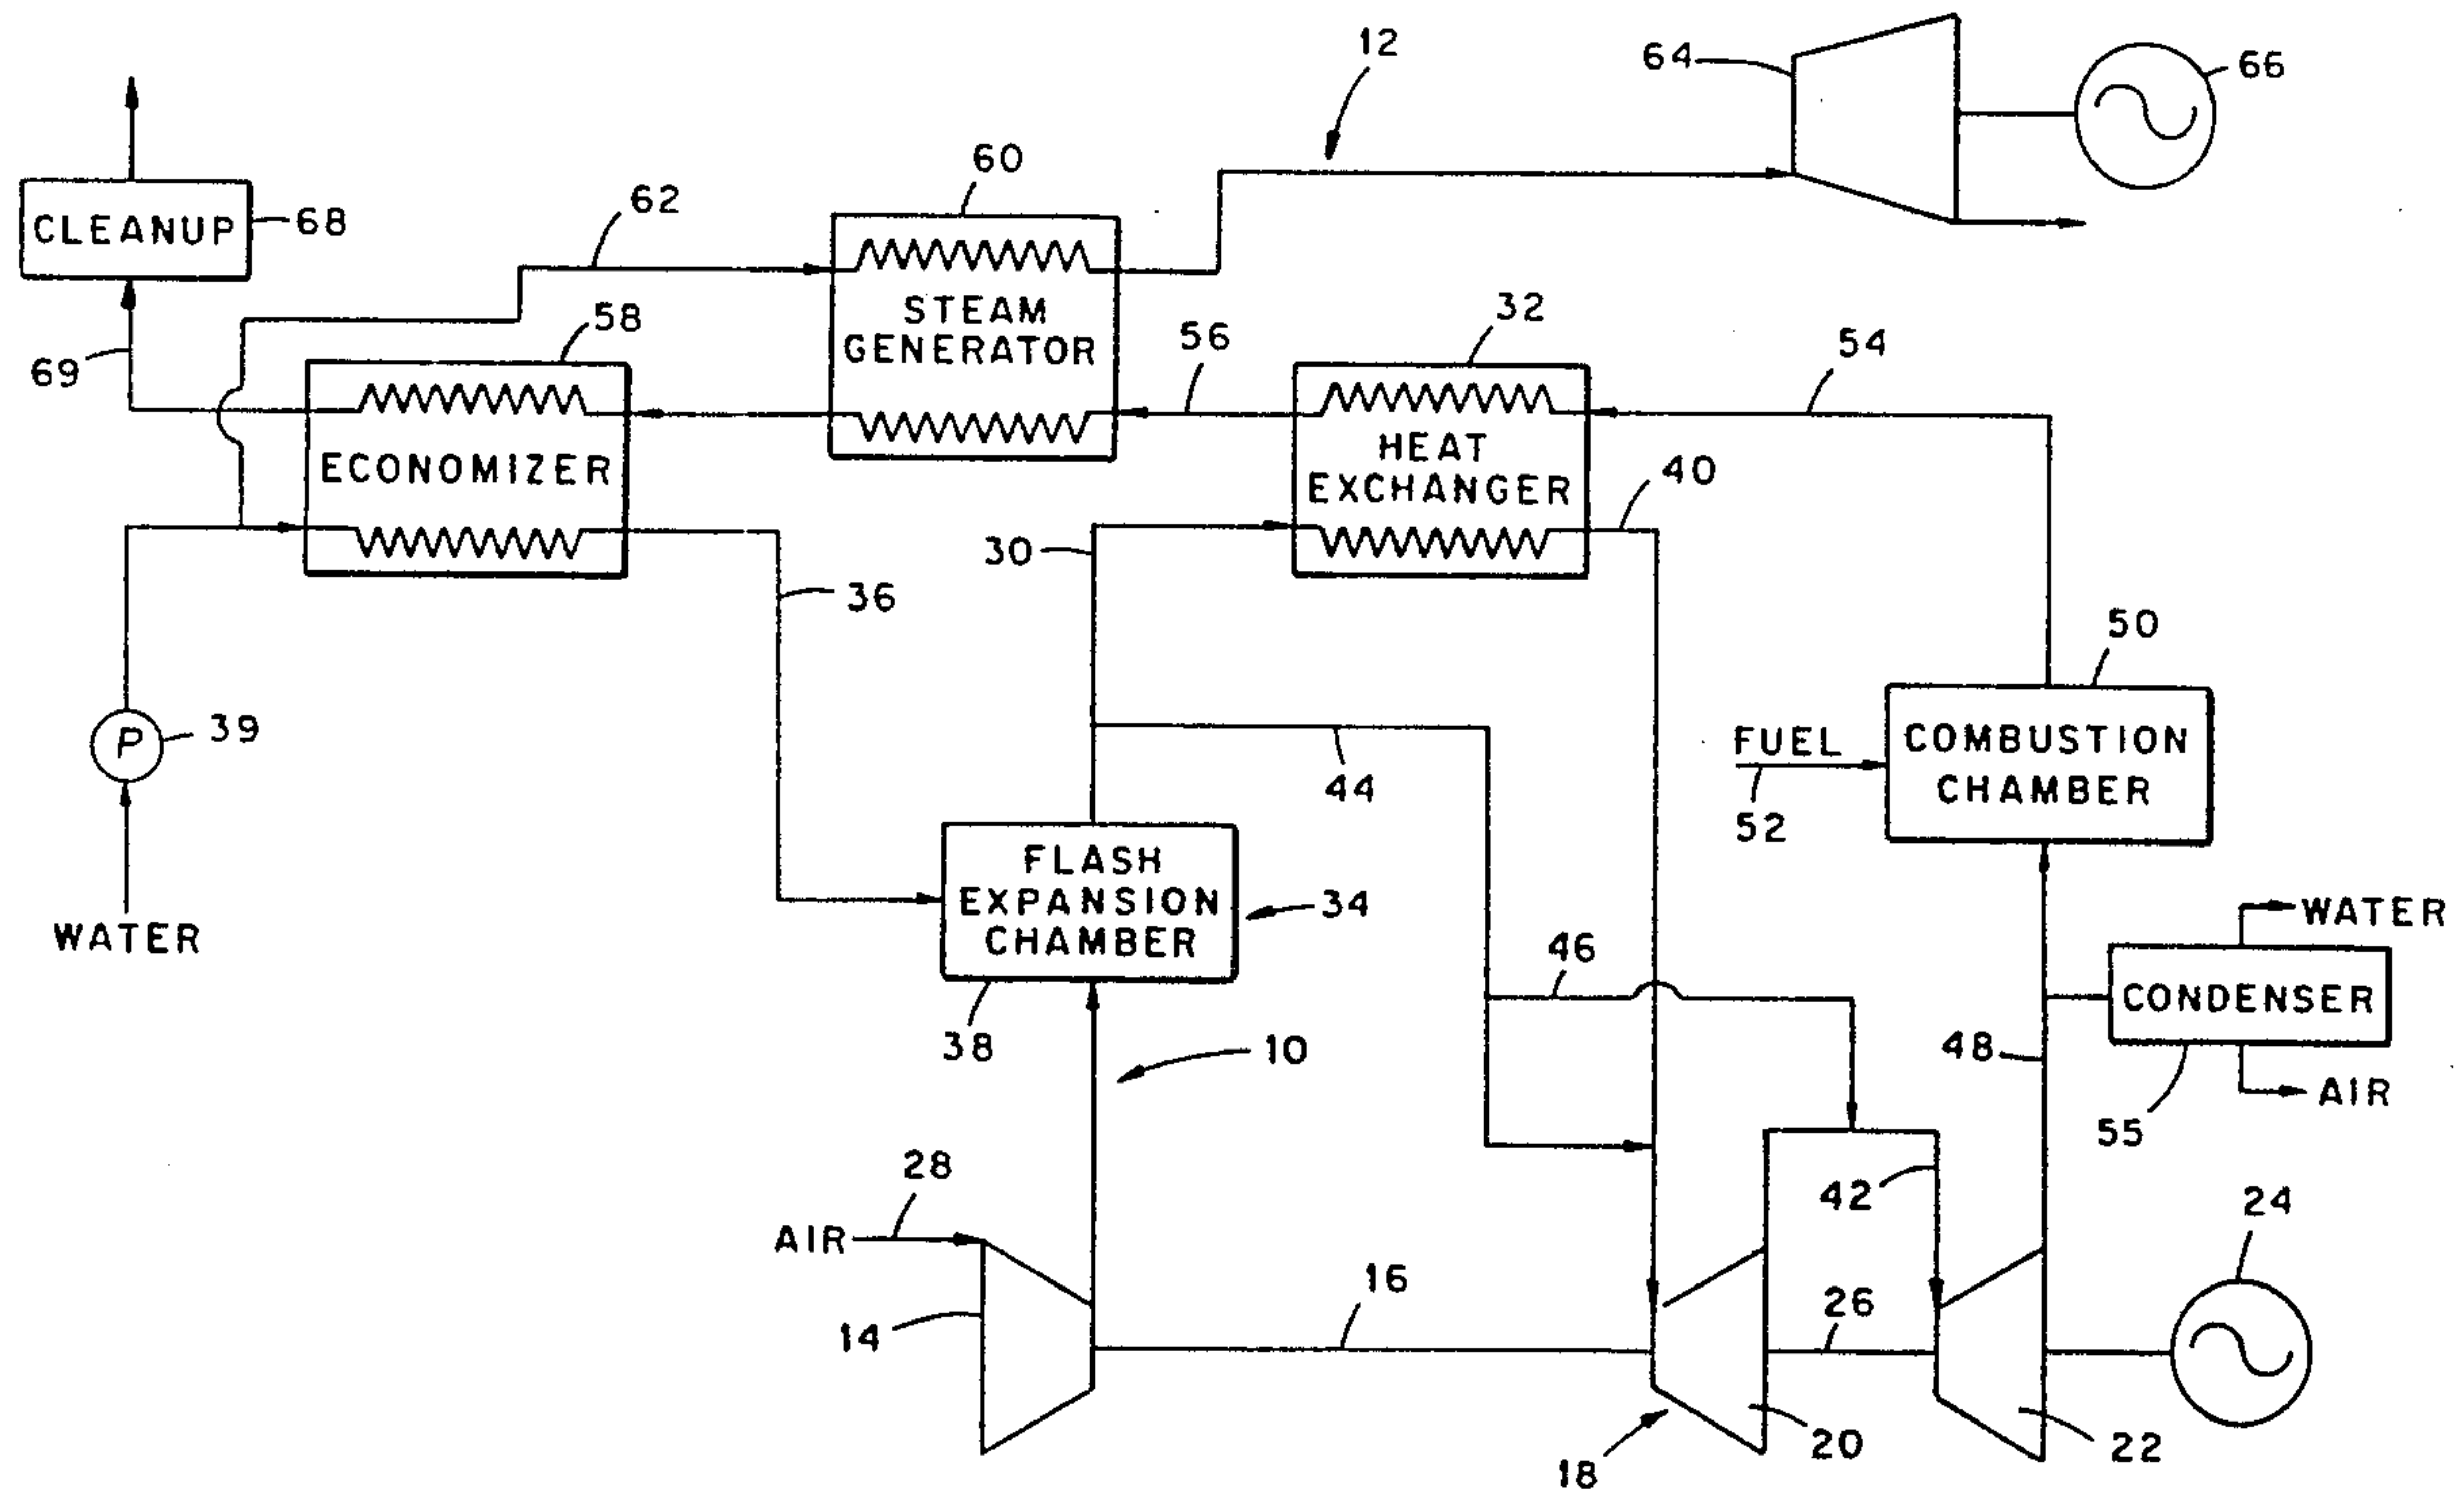 12
64
66
60
62
CLEANUP
68
STEAM
GENERATOR
32
58
56
54
69
HEAT
EXCHANGER
ECONOMIZER
40
30
36
50
P
39
FUEL
COMBUSTION
CHAMBER
44
52
FLASH
EXPANSION
CHAMBER
34
WATER
WATER
46
CONDENSER
38
10
48
AIR
55
28
42
24
AIR
16
26
14
20
22
18